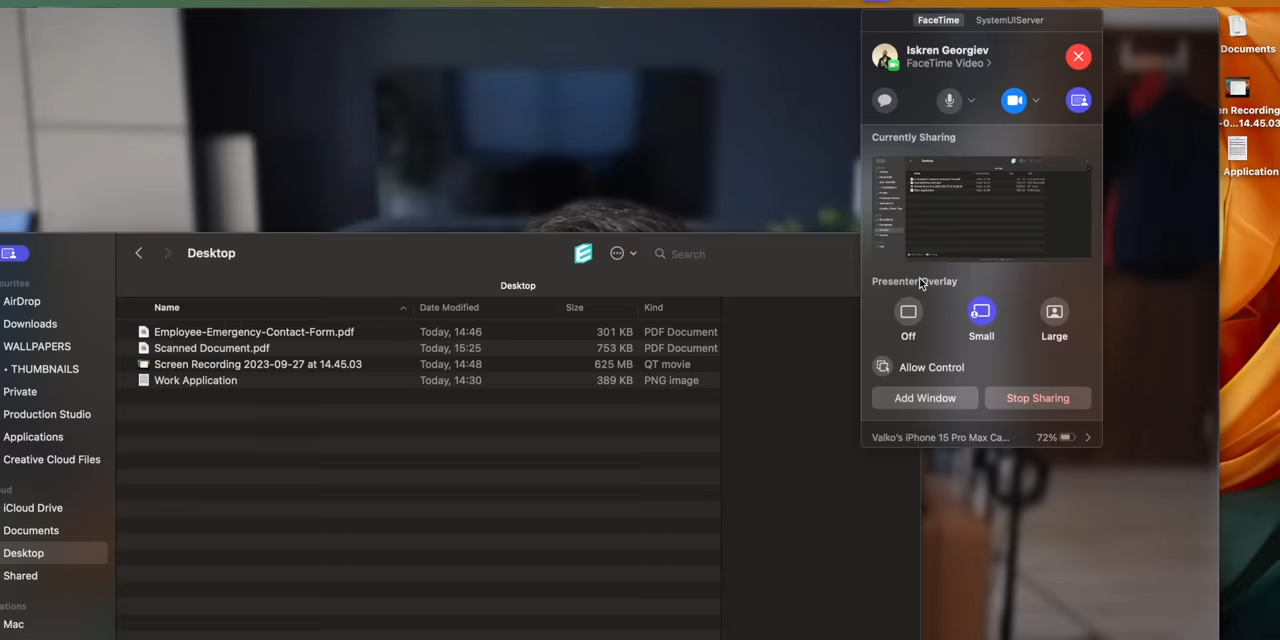 FaceTime SystemUIServer
Iskren Georgiev
FaceTime Video >
Currently Sharing
Presenter Overlay
Off Small Large
Allow Control
Add Window Stop Sharing
Valko's iPhone 15 Pro Max Ca... 72% >
Documents
en Recording
-0...14.45.03
Application
Desktop
Search
Desktop
ourites
AirDrop
Downloads
WALLPAPERS
• THUMBNAILS
Private
Production Studio
Applications
Creative Cloud Files
oud
iCloud Drive
Documents
Desktop
Shared
ations
Mac
Name Date Modified Size Kind
Employee-Emergency-Contact-Form.pdf Today, 14:46 301 KB PDF Document
Scanned Document.pdf Today, 15:25 753 KB PDF Document
Screen Recording 2023-09-27 at 14.45.03 Today, 14:48 625 MB QT movie
Work Application Today, 14:30 389 KB PNG image